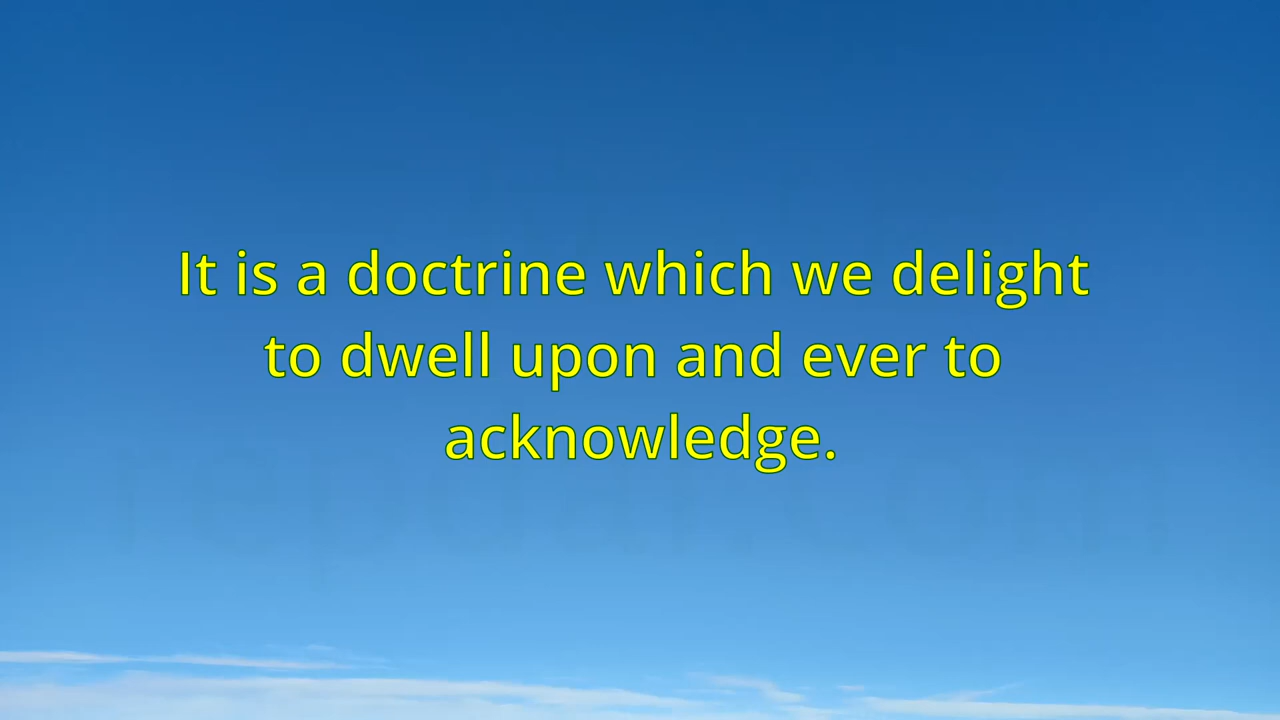 It is a doctrine which we delight
to dwell upon and ever to
acknowledge.